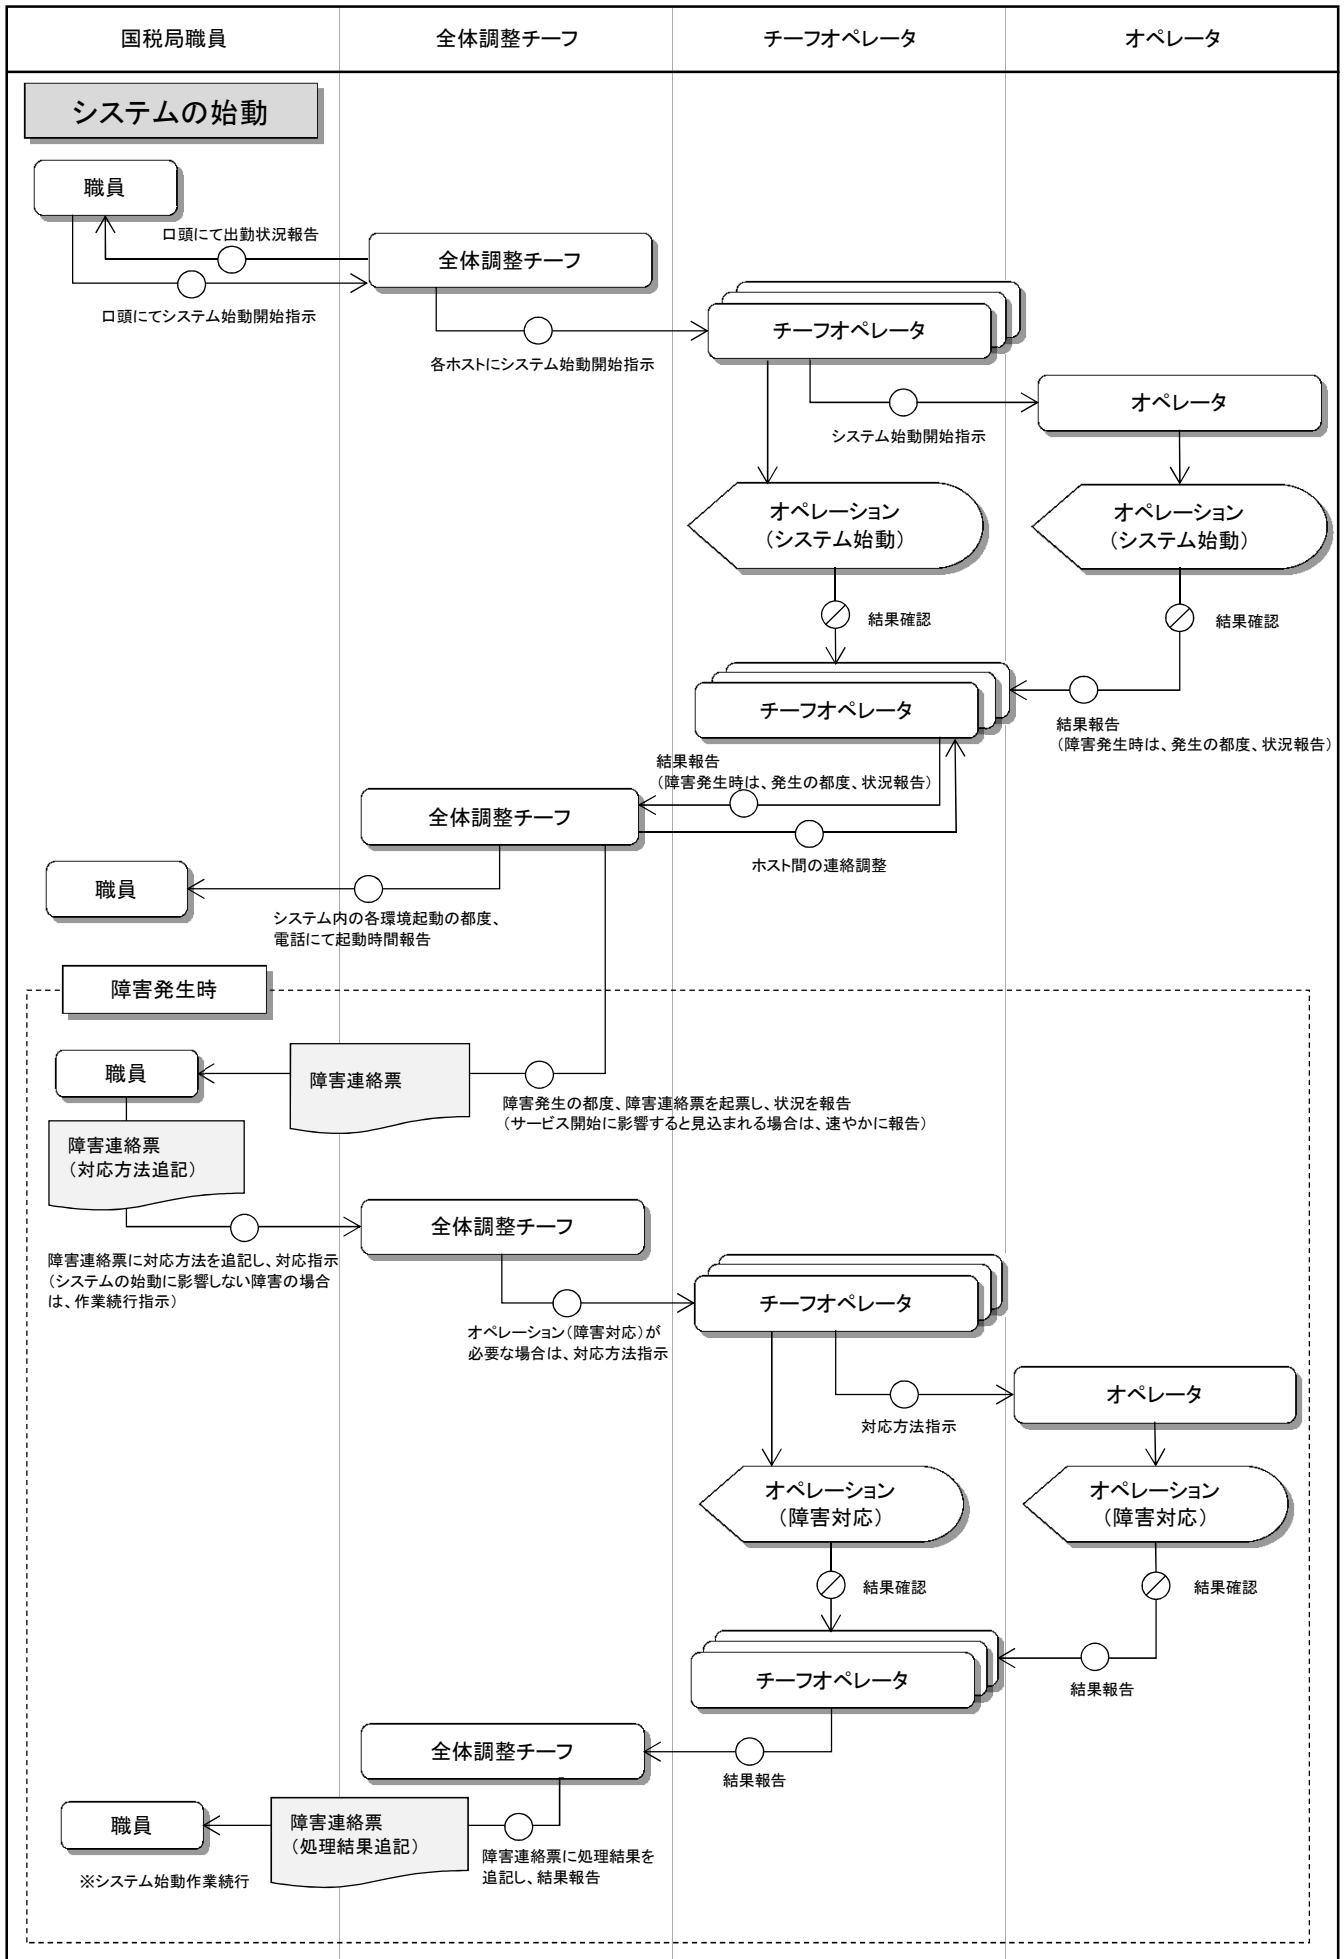 国税局職員
全体調整チーフ
チーフオペレータ
オペレータ
システムの始動
職員
口頭にて出勤状況報告
全体調整チーフ
口頭にてシステム始動開始指示
チーフオペレータ
各ホストにシステム始動開始指示
オペレータ
システム始動開始指示
オペレーション
（システム始動）
オペレーション
（システム始動）
結果確認
結果確認
チーフオペレータ
結果報告
（障害発生時は、発生の都度、状況報告）
結果報告
（障害発生時は、発生の都度、状況報告）
全体調整チーフ
ホスト間の連絡調整
職員
システム内の各環境起動の都度、
電話にて起動時間報告
障害発生時
職員
障害連絡票
障害発生の都度、障害連絡票を起票し、状況を報告
（サービス開始に影響すると見込まれる場合は、速やかに報告）
障害連絡票
（対応方法追記）
全体調整チーフ
障害連絡票に対応方法を追記し、対応指示
（システムの始動に影響しない障害の場合
は、作業続行指示）
チーフオペレータ
オペレーション（障害対応）が
必要な場合は、対応方法指示
オペレータ
対応方法指示
オペレーション
（障害対応）
オペレーション
（障害対応）
結果確認
結果確認
チーフオペレータ
結果報告
全体調整チーフ
結果報告
職員
障害連絡票
（処理結果追記）
障害連絡票に処理結果を
追記し、結果報告
※システム始動作業続行